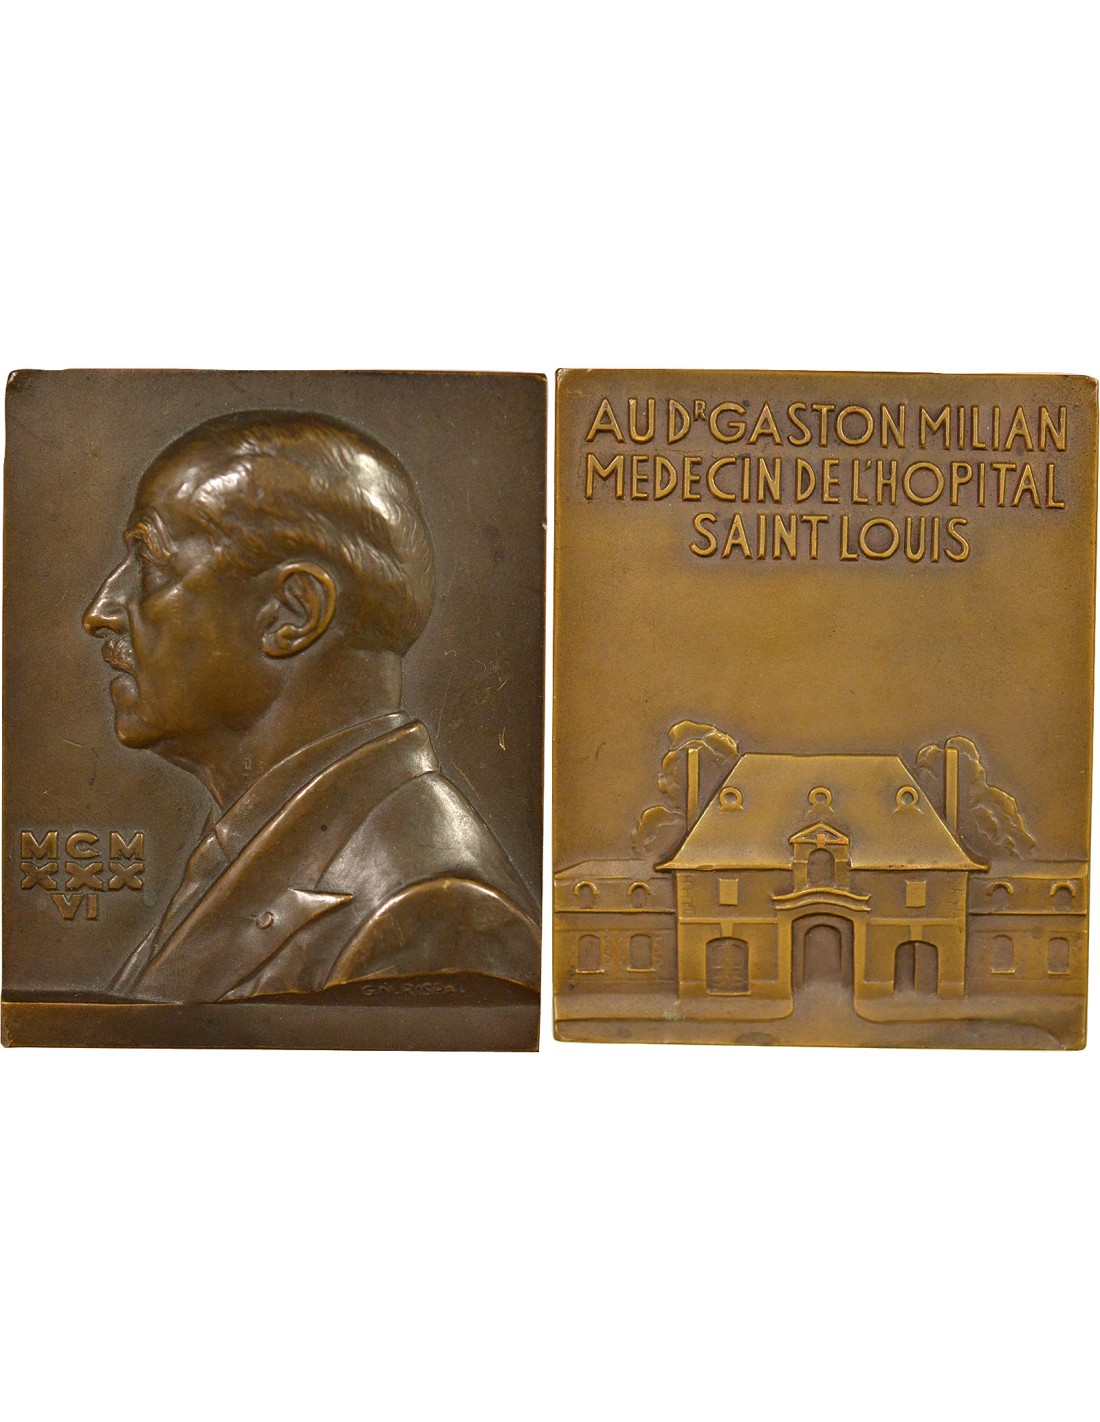 MCM
XXX
VI
AU DR GASTON MILIAN
MEDECIN DE L'HOPITAL
SAINT LOUIS